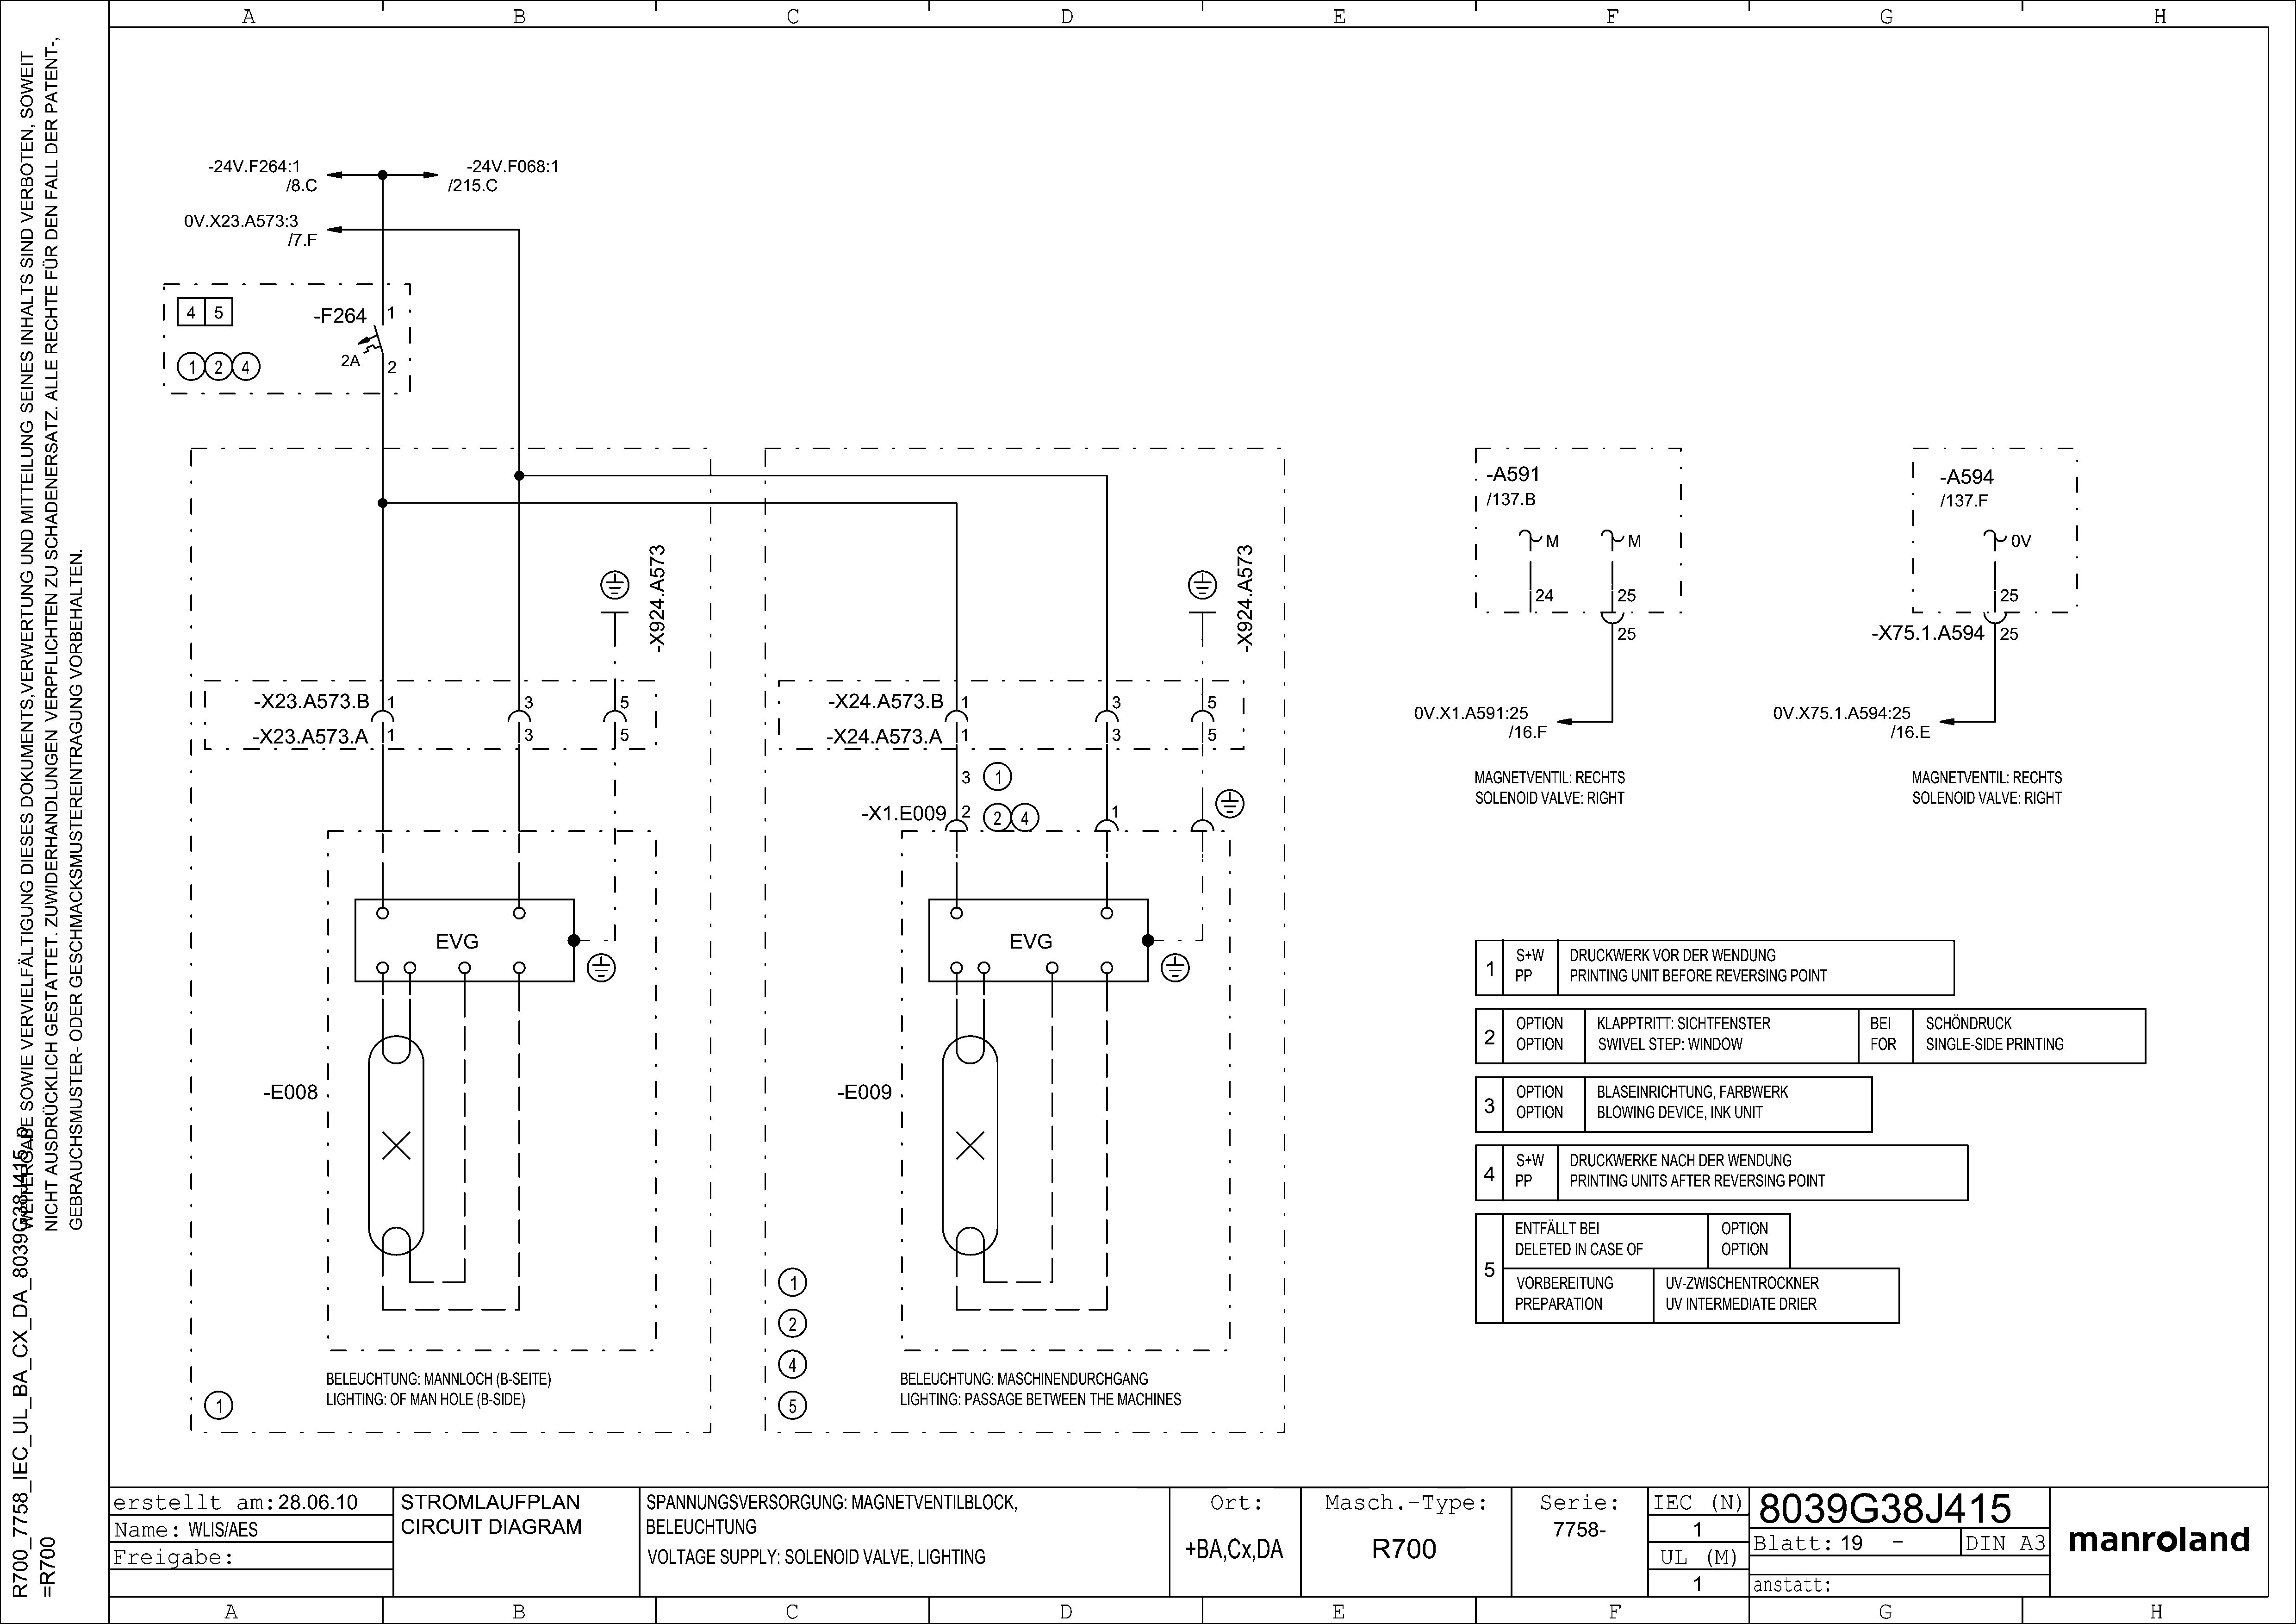 A B C D E F G H
WEITERGABE SOWIE VERVIELFÄLTIGUNG DIESES DOKUMENTS,VERWERTUNG UND MITTEILUNG SEINES INHALTS SIND VERBOTEN, SOWEIT
NICHT AUSDRÜCKLICH GESTATTET. ZUWIDERHANDLUNGEN VERPFLICHTEN ZU SCHADENERSATZ. ALLE RECHTE FÜR DEN FALL DER PATENT-,
GEBRAUCHSMUSTER- ODER GESCHMACKSMUSTEREINTRAGUNG VORBEHALTEN.
R700_7758_IEC_UL_BA_CX_DA_8039G38J415.p
=R700
-24V.F264:1
/8.C
-24V.F068:1
/215.C
0V.X23.A573:3
/7.F
4 5
-F264
1
1 2 4
2A
2
-X924.A573
-X23.A573.B 1 3 5
-X23.A573.A 1 3 5
EVG
-E008
BELEUCHTUNG: MANNLOCH (B-SEITE)
LIGHTING: OF MAN HOLE (B-SIDE)
1
-X924.A573
-X24.A573.B 1 3 5
-X24.A573.A 1 3 5
3 1
-X1.E009 2 2 4 1
EVG
-E009
1
2
4
5
BELEUCHTUNG: MASCHINENDURCHGANG
LIGHTING: PASSAGE BETWEEN THE MACHINES
-A591
/137.B
M M
24 25
25
0V.X1.A591:25
/16.F
MAGNETVENTIL: RECHTS
SOLENOID VALVE: RIGHT
-A594
/137.F
0V
25
-X75.1.A594 25
0V.X75.1.A594:25
/16.E
MAGNETVENTIL: RECHTS
SOLENOID VALVE: RIGHT
1
S+W DRUCKWERK VOR DER WENDUNG
PP PRINTING UNIT BEFORE REVERSING POINT
2
OPTION KLAPPTRITT: SICHTFENSTER BEI SCHÖNDRUCK
OPTION SWIVEL STEP: WINDOW FOR SINGLE-SIDE PRINTING
3
OPTION BLASEINRICHTUNG, FARBWERK
OPTION BLOWING DEVICE, INK UNIT
4
S+W DRUCKWERKE NACH DER WENDUNG
PP PRINTING UNITS AFTER REVERSING POINT
5
ENTFÄLLT BEI OPTION
DELETED IN CASE OF OPTION
VORBEREITUNG UV-ZWISCHENTROCKNER
PREPARATION UV INTERMEDIATE DRIER
erstellt am: 28.06.10
Name: WLIS/AES
Freigabe:
STROMLAUFPLAN
CIRCUIT DIAGRAM
SPANNUNGSVERSORGUNG: MAGNETVENTILBLOCK,
BELEUCHTUNG
VOLTAGE SUPPLY: SOLENOID VALVE, LIGHTING
Ort:
+BA,Cx,DA
Masch.-Type:
R700
Serie:
7758-
IEC (N)
1
UL (M)
1
8039G38J415
Blatt: 19 - DIN A3
anstatt:
manroland
A B C D E F G H